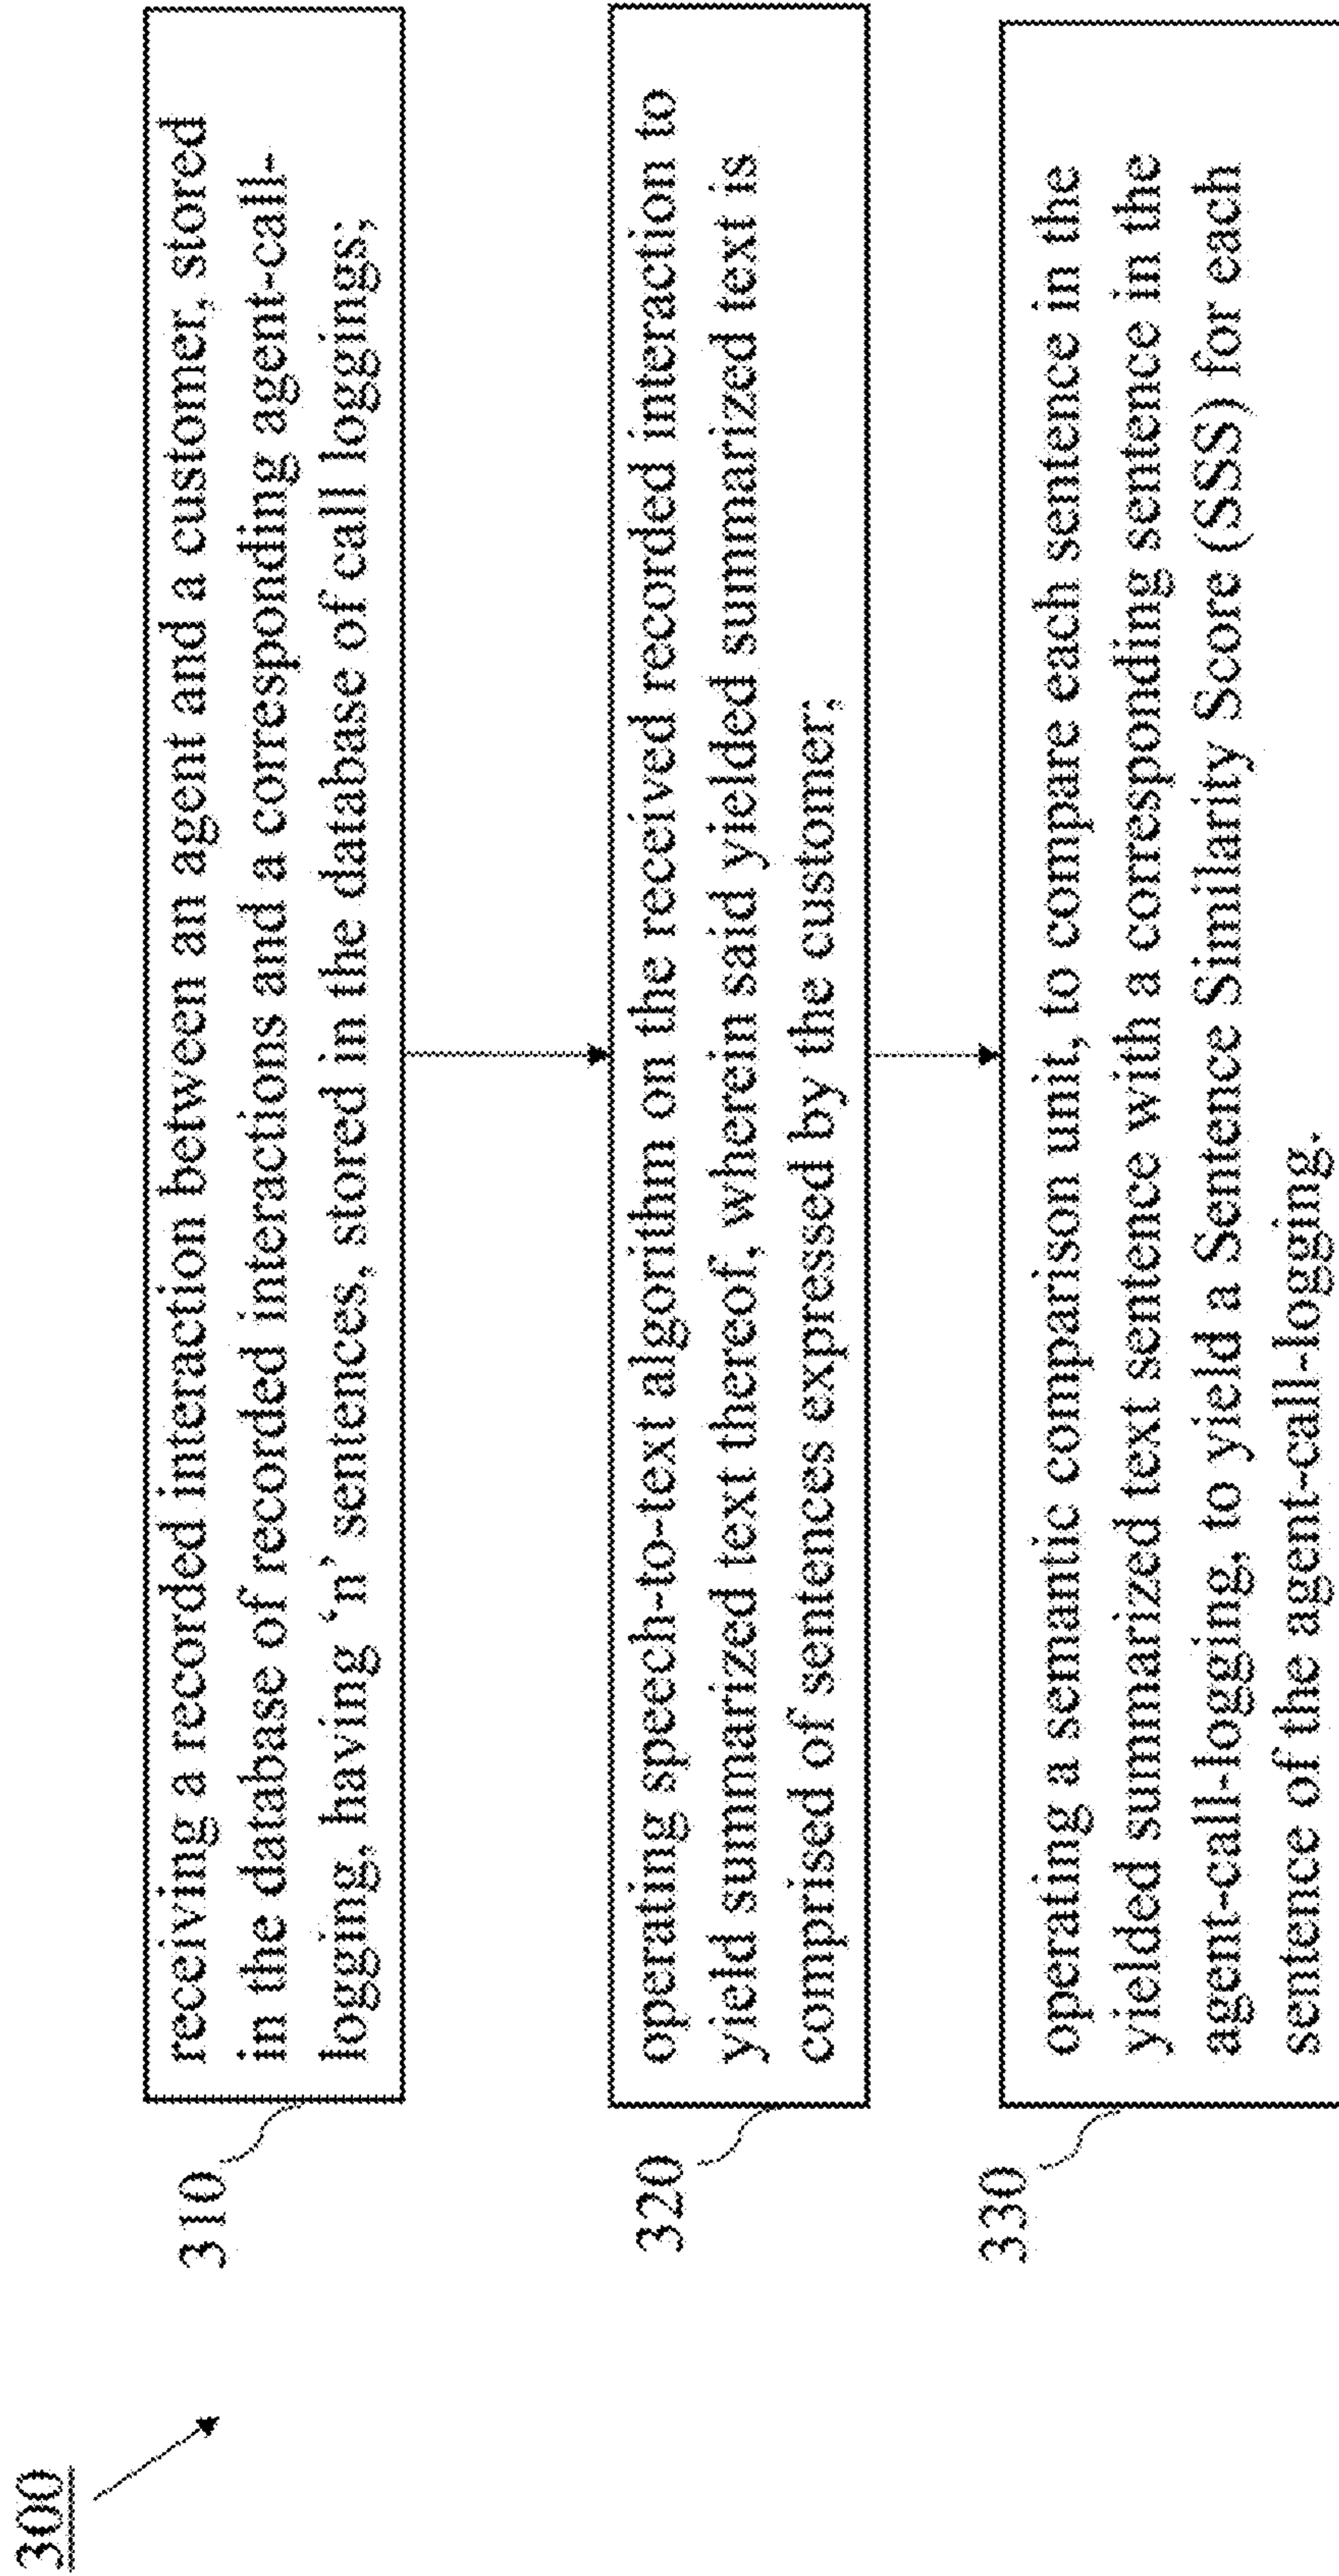 300
310
receiving a recorded interaction between an agent and a customer, stored
in the database of recorded interactions and a corresponding agent-call-
logging, having ‘n’ sentences, stored in the database of call loggings;
320
operating speech-to-text algorithm on the received recorded interaction to
yield summarized text thereof, wherein said yielded summarized text is
comprised of sentences expressed by the customer;
330
operating a semantic comparison unit, to compare each sentence in the
yielded summarized text sentence with a corresponding sentence in the
agent-call-logging, to yield a Sentence Similarity Score (SSS) for each
sentence of the agent-call-logging.